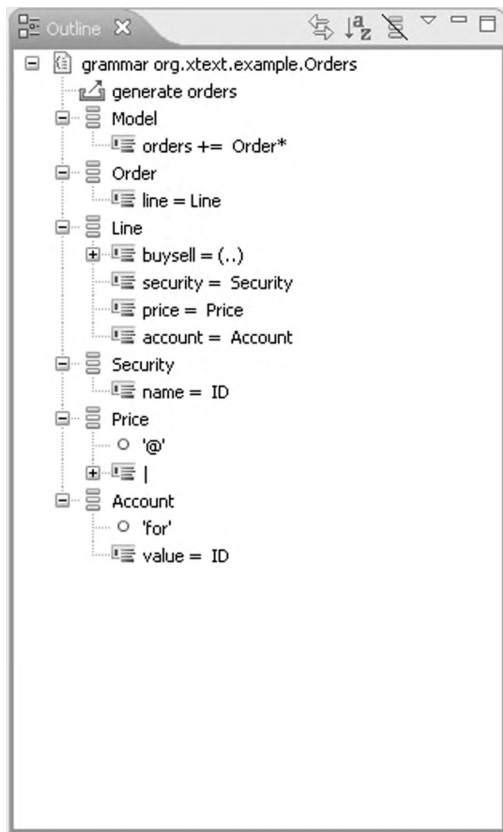 Outline
grammar org.xtext.example.Orders
generate orders
Model
orders += Order*
Order
line = Line
Line
buysell = (..)
security = Security
price = Price
account = Account
Security
name = ID
Price
'@'
|
Account
'for'
value = ID